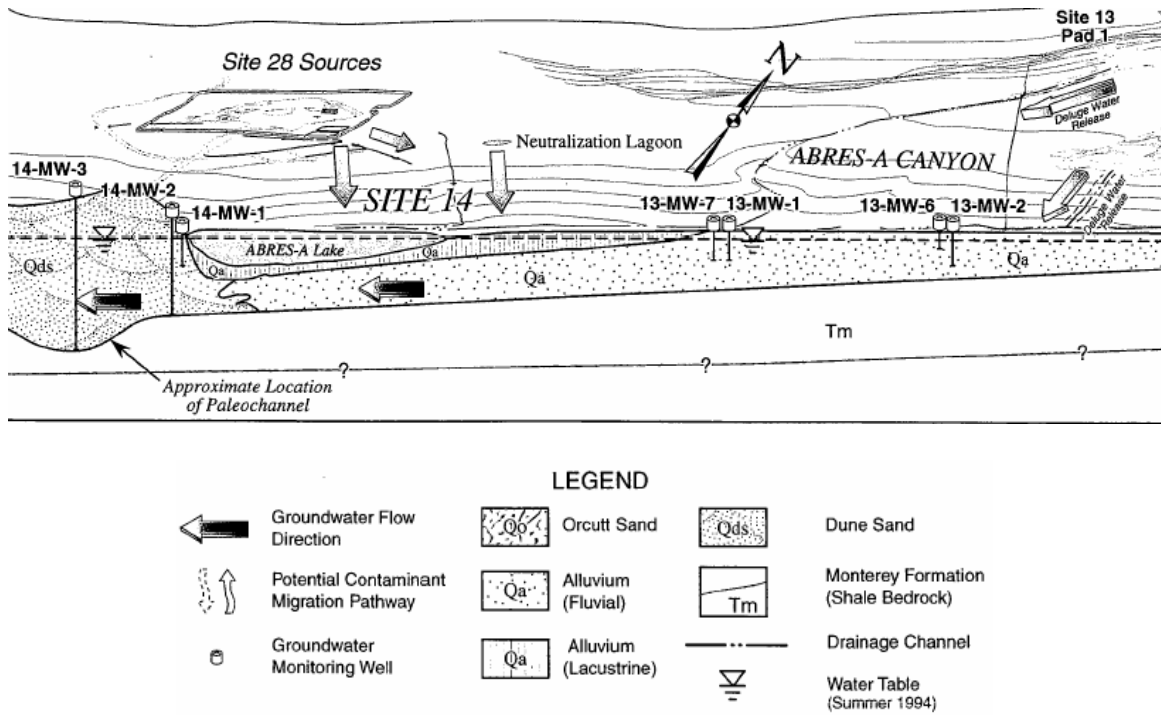 Site 13
Pad 1
Site 28 Sources
N
Deluge Water
Release
Neutralization Lagoon
ABRES-A CANYON
14-MW-3
14-MW-2
14-MW-1
SITE 14
13-MW-7
13-MW-1
13-MW-6
13-MW-2
Deluge Water
Release
ABRES-A Lake
Qa
Qa
Qa
Qa
Qds
Tm
?
?
?
Approximate Location
of Paleochannel
LEGEND
Groundwater Flow
Direction
Qo
Orcutt Sand
Qds
Dune Sand
Potential Contaminant
Migration Pathway
Qa
Alluvium
(Fluvial)
Tm
Monterey Formation
(Shale Bedrock)
Groundwater
Monitoring Well
Qa
Alluvium
(Lacustrine)
Drainage Channel
Water Table
(Summer 1994)